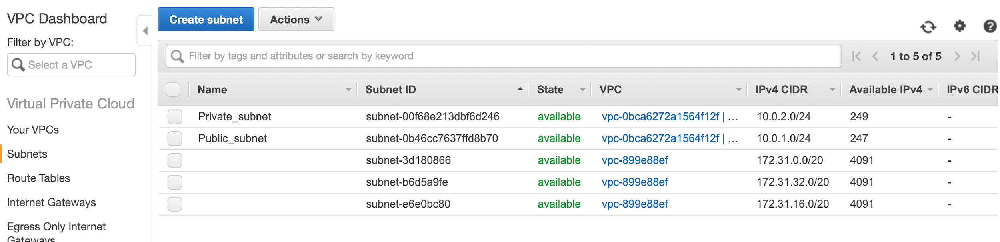 VPC Dashboard
Filter by VPC:
Select a VPC
Virtual Private Cloud
Your VPCs
Subnets
Route Tables
Internet Gateways
Egress Only Internet
Gateways
Create subnet Actions
Filter by tags and attributes or search by keyword 1 to 5 of 5
Name Subnet ID State VPC IPv4 CIDR Available IPv4 IPv6 CIDR
Private_subnet subnet-00f68e213dbf6d246 available vpc-0bca6272a1564f12f | ... 10.0.2.0/24 249 -
Public_subnet subnet-0b46cc7637ffd8b70 available vpc-0bca6272a1564f12f | ... 10.0.1.0/24 247 -
subnet-3d180866 available vpc-899e88ef 172.31.0.0/20 4091 -
subnet-b6d5a9fe available vpc-899e88ef 172.31.32.0/20 4091 -
subnet-e6e0bc80 available vpc-899e88ef 172.31.16.0/20 4091 -